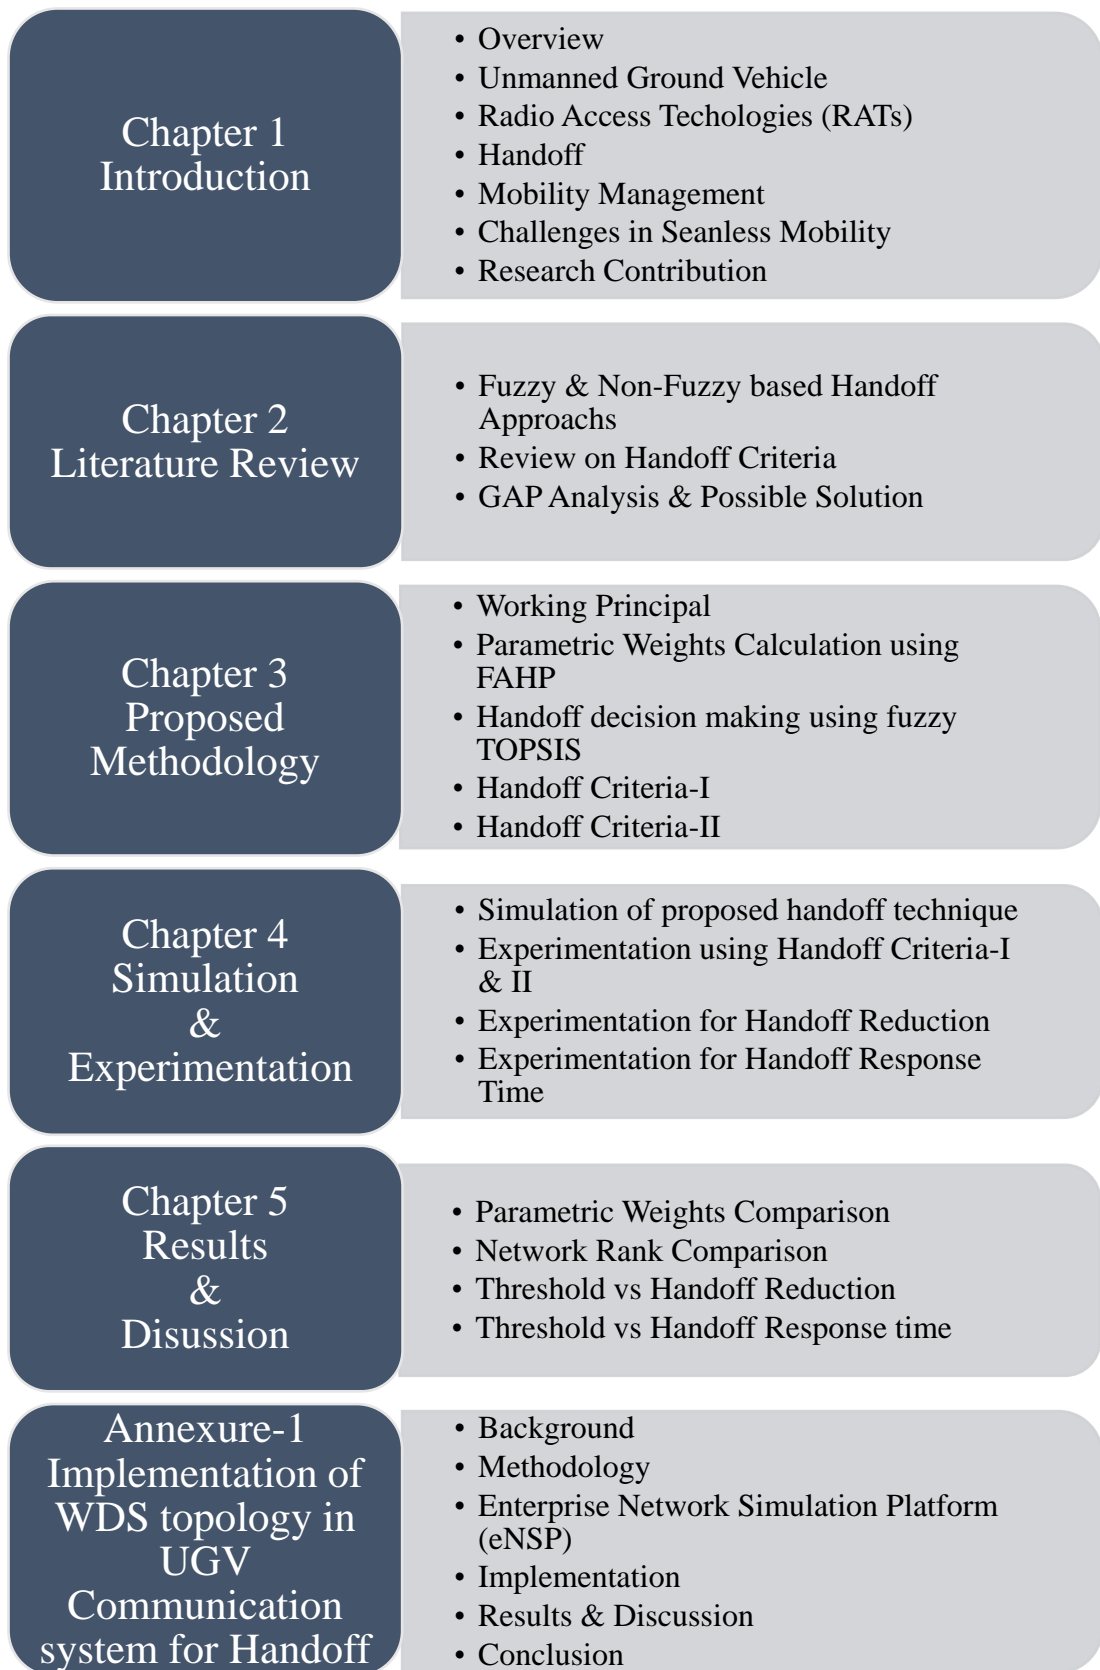 Chapter 1
Introduction
• Overview
• Unmanned Ground Vehicle
• Radio Access Techologies (RATs)
• Handoff
• Mobility Management
• Challenges in Seanless Mobility
• Research Contribution
Chapter 2
Literature Review
• Fuzzy & Non-Fuzzy based Handoff
Approachs
• Review on Handoff Criteria
• GAP Analysis & Possible Solution
Chapter 3
Proposed
Methodology
• Working Principal
• Parametric Weights Calculation using
FAHP
• Handoff decision making using fuzzy
TOPSIS
• Handoff Criteria-I
• Handoff Criteria-II
Chapter 4
Simulation
&
Experimentation
• Simulation of proposed handoff technique
• Experimentation using Handoff Criteria-I
& II
• Experimentation for Handoff Reduction
• Experimentation for Handoff Response
Time
Chapter 5
Results
&
Disussion
• Parametric Weights Comparison
• Network Rank Comparison
• Threshold vs Handoff Reduction
• Threshold vs Handoff Response time
Annexure-1
Implementation of
WDS topology in
UGV
Communication
system for Handoff
• Background
• Methodology
• Enterprise Network Simulation Platform
(eNSP)
• Implementation
• Results & Discussion
• Conclusion